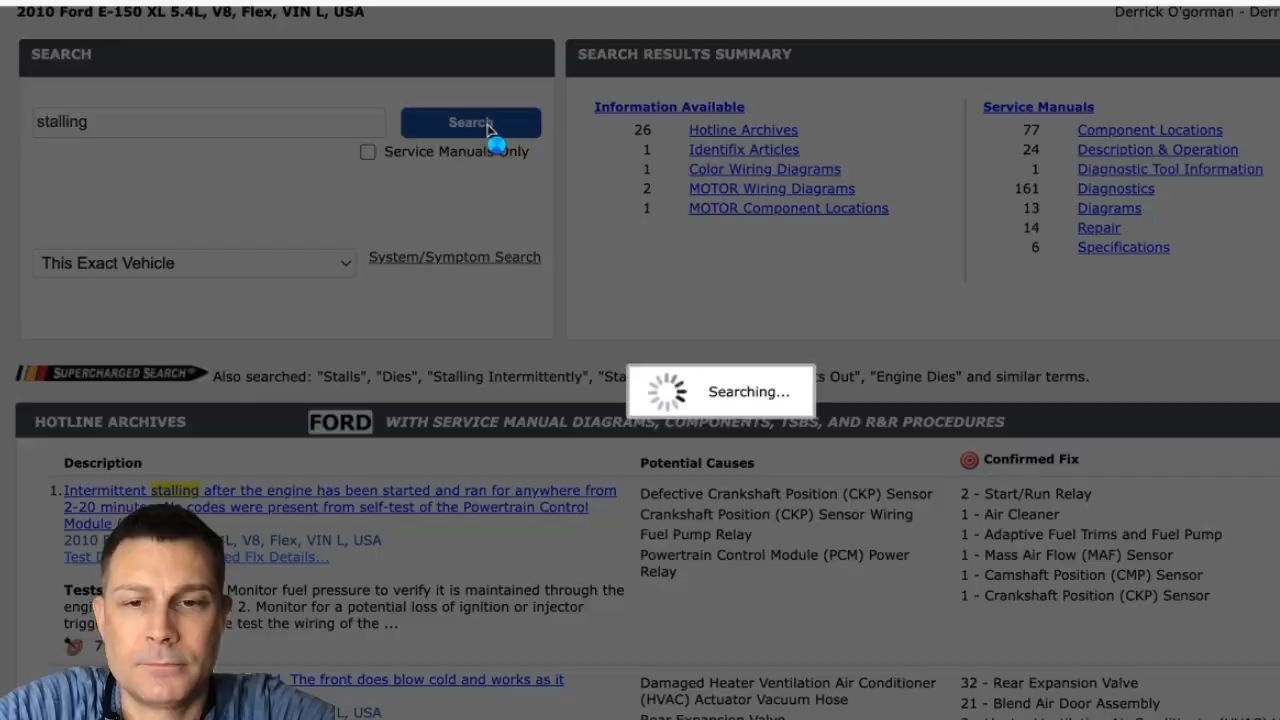 2010 Ford E-150 XL 5.4L, V8, Flex, VIN L, USA
Derrick O'gorman -
SEARCH
SEARCH RESULTS SUMMARY
stalling
Search
Service Manuals Only
This Exact Vehicle
System/Symptom Search
Information Available
26 Hotline Archives
1 Identifix Articles
1 Color Wiring Diagrams
2 MOTOR Wiring Diagrams
1 MOTOR Component Locations
Service Manuals
77 Component Locations
24 Description & Operation
1 Diagnostic Tool Information
161 Diagnostics
13 Diagrams
14 Repair
6 Specifications
SUPERCHARGED SEARCH Also searched: "Stalls", "Dies", "Stalling Intermittently", Out", "Engine Dies" and similar terms.
Searching...
HOTLINE ARCHIVES FORD WITH SERVICE MANUAL DIAGRAMS, COMPONENTS, TSBS, AND R&R PROCEDURES
Description
1. Intermittent stalling after the engine has been started and ran for anywhere from
2-20 codes were present from self-test of the Powertrain Control
Module
2010 V8, Flex, VIN L, USA
Test Fix Details...
Tests Monitor fuel pressure to verify it is maintained through the
2. Monitor for a potential loss of ignition or injector
test the wiring of the ...
7
The front does blow cold and works as it
USA
Potential Causes
Defective Crankshaft Position (CKP) Sensor
Crankshaft Position (CKP) Sensor Wiring
Fuel Pump Relay
Powertrain Control Module (PCM) Power
Relay
Damaged Heater Ventilation Air Conditioner
(HVAC) Actuator Vacuum Hose
Rear Expansion Valve
Confirmed Fix
2 - Start/Run Relay
1 - Air Cleaner
1 - Adaptive Fuel Trims and Fuel Pump
1 - Mass Air Flow (MAF) Sensor
1 - Camshaft Position (CMP) Sensor
1 - Crankshaft Position (CKP) Sensor
32 - Rear Expansion Valve
21 - Blend Air Door Assembly